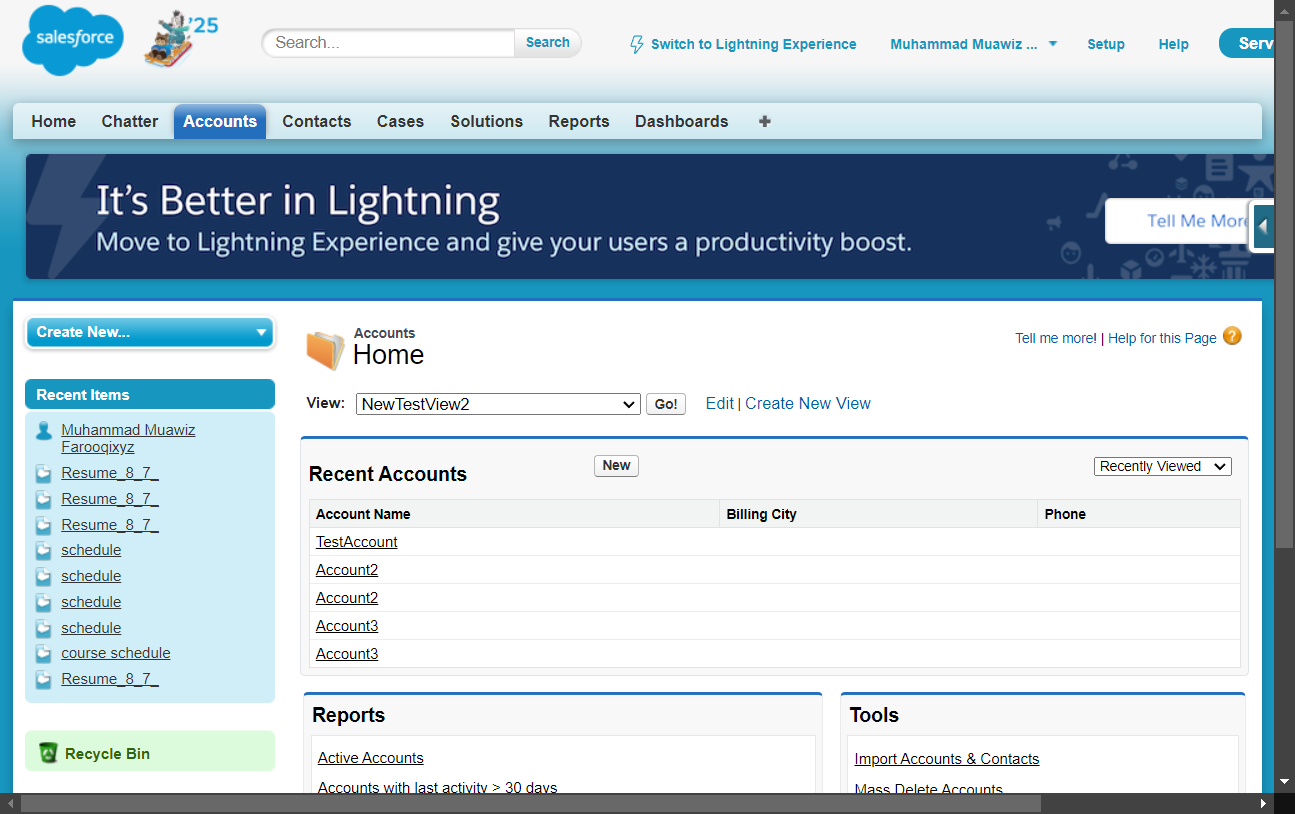 salesforce
'25
Search...
Search
Switch to Lightning Experience
Muhammad Muawiz ...
Setup
Help
Serv
Home
Chatter
Accounts
Contacts
Cases
Solutions
Reports
Dashboards
It's Better in Lightning
Move to Lightning Experience and give your users a productivity boost.
Tell Me More
Create New...
Recent Items
Muhammad Muawiz
Farooqixyz
Resume_8_7_
Resume_8_7_
Resume_8_7_
schedule
schedule
schedule
schedule
course schedule
Resume_8_7_
Recycle Bin
Accounts
Home
Tell me more! | Help for this Page
View: NewTestView2 Go! Edit | Create New View
Recent Accounts
New
Recently Viewed
Account Name Billing City Phone
TestAccount
Account2
Account2
Account3
Account3
Reports
Active Accounts
Accounts with last activity > 30 days
Tools
Import Accounts & Contacts
Mass Delete Accounts